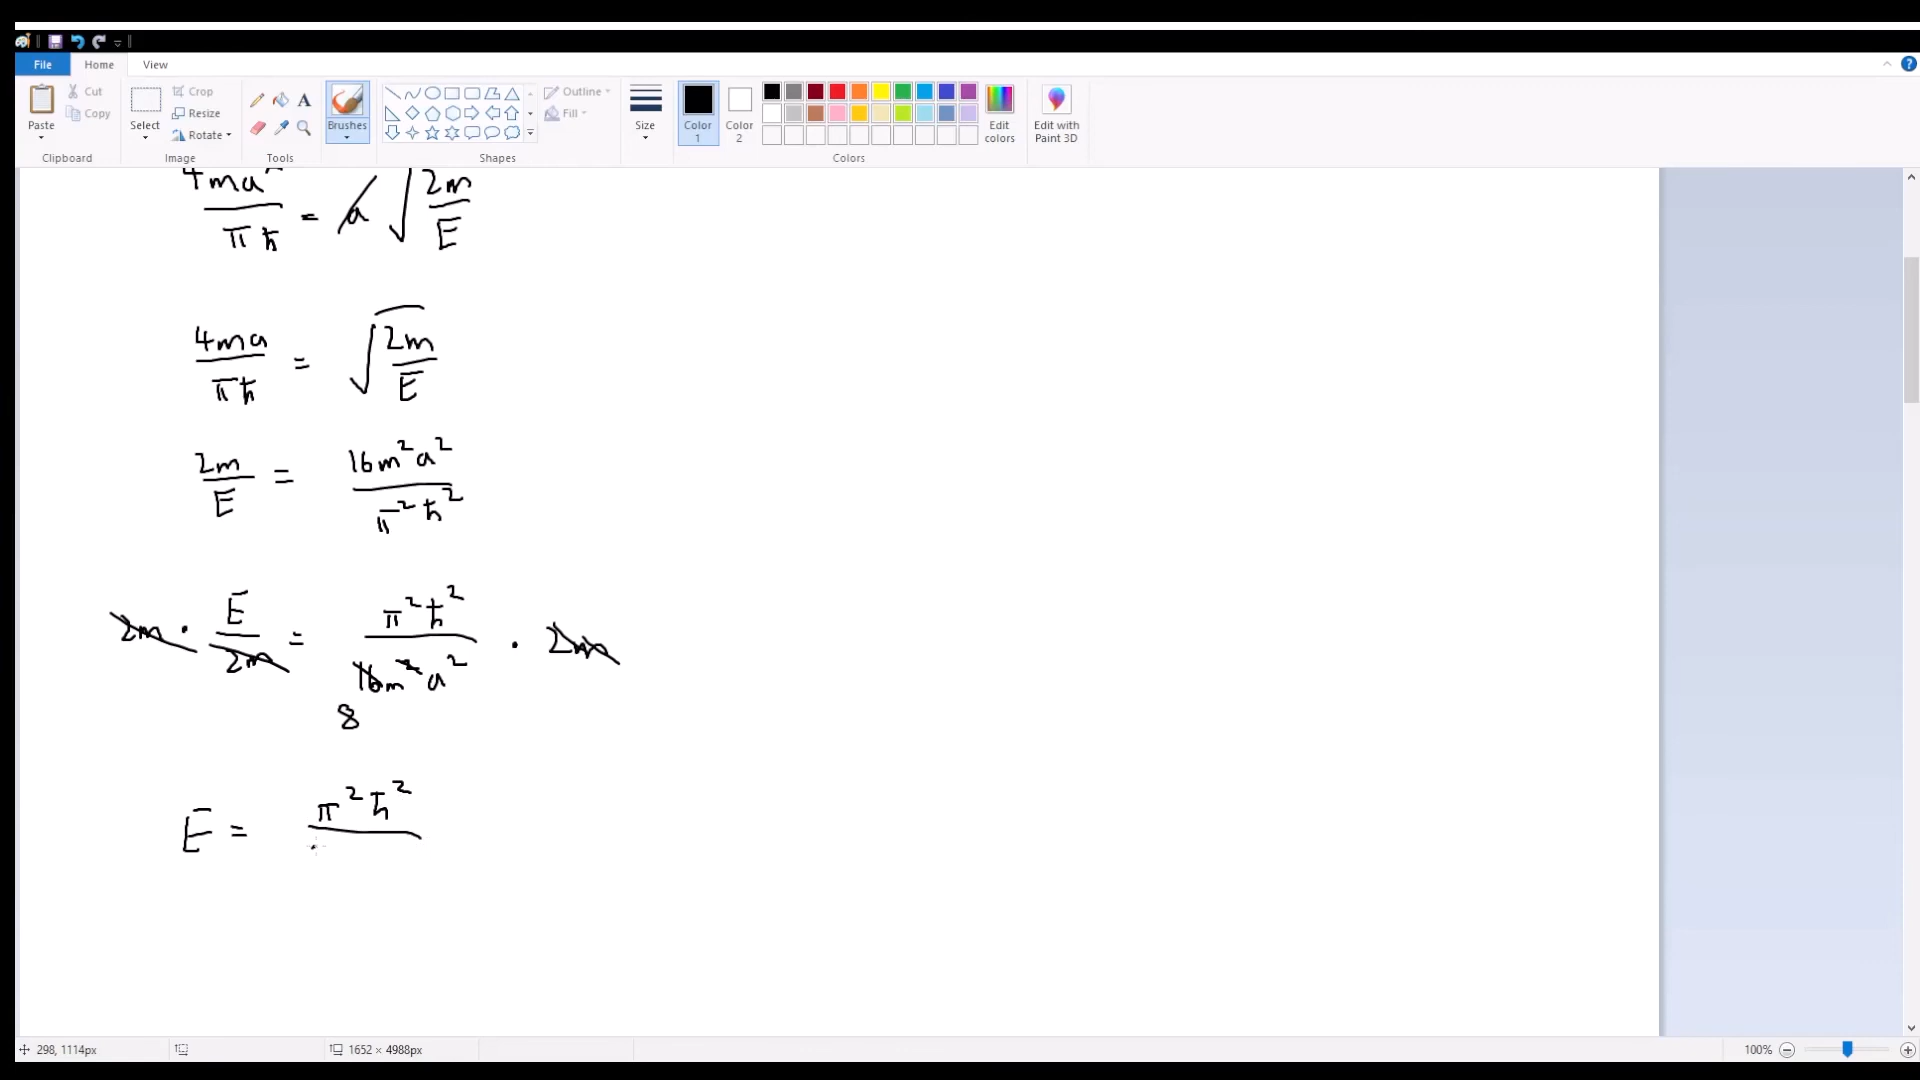 File Home View
Paste Cut Copy Clipboard
Select Crop Resize Rotate Image
A Tools
Brushes
Shapes
Outline Fill
Size
Color 1 Color 2 Edit colors Colors
Edit with Paint 3D
4ma² / πħ = a √(2m / E)
4ma / πħ = √(2m / E)
2m / E = 16m²a² / π²ħ²
2m · E / 2m = π²ħ² / 16m²a² · 2m
8
E = π²ħ²
298, 1114px 1652 × 4988px 100%